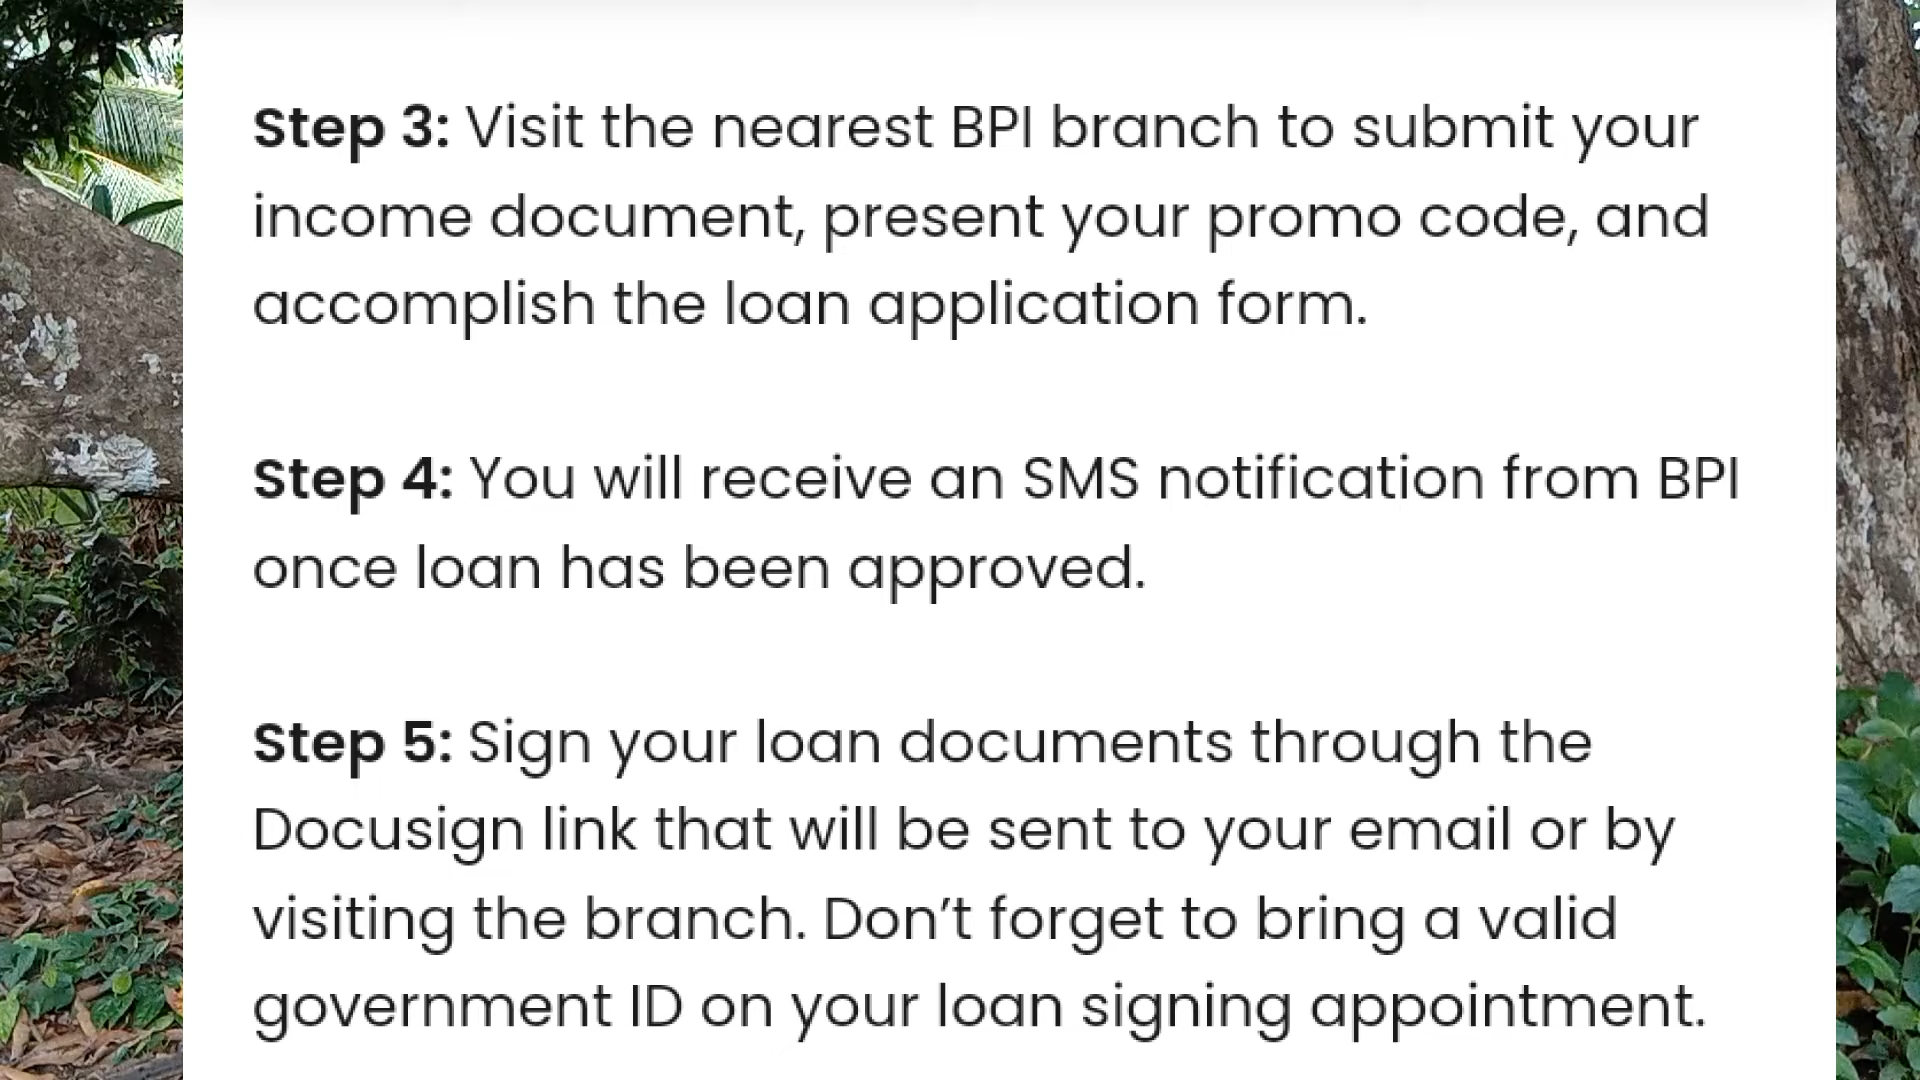 Step 3: Visit the nearest BPI branch to submit your
income document, present your promo code, and
accomplish the loan application form.
Step 4: You will receive an SMS notification from BPI
once loan has been approved.
Step 5: Sign your loan documents through the
Docusign link that will be sent to your email or by
visiting the branch. Don’t forget to bring a valid
government ID on your loan signing appointment.